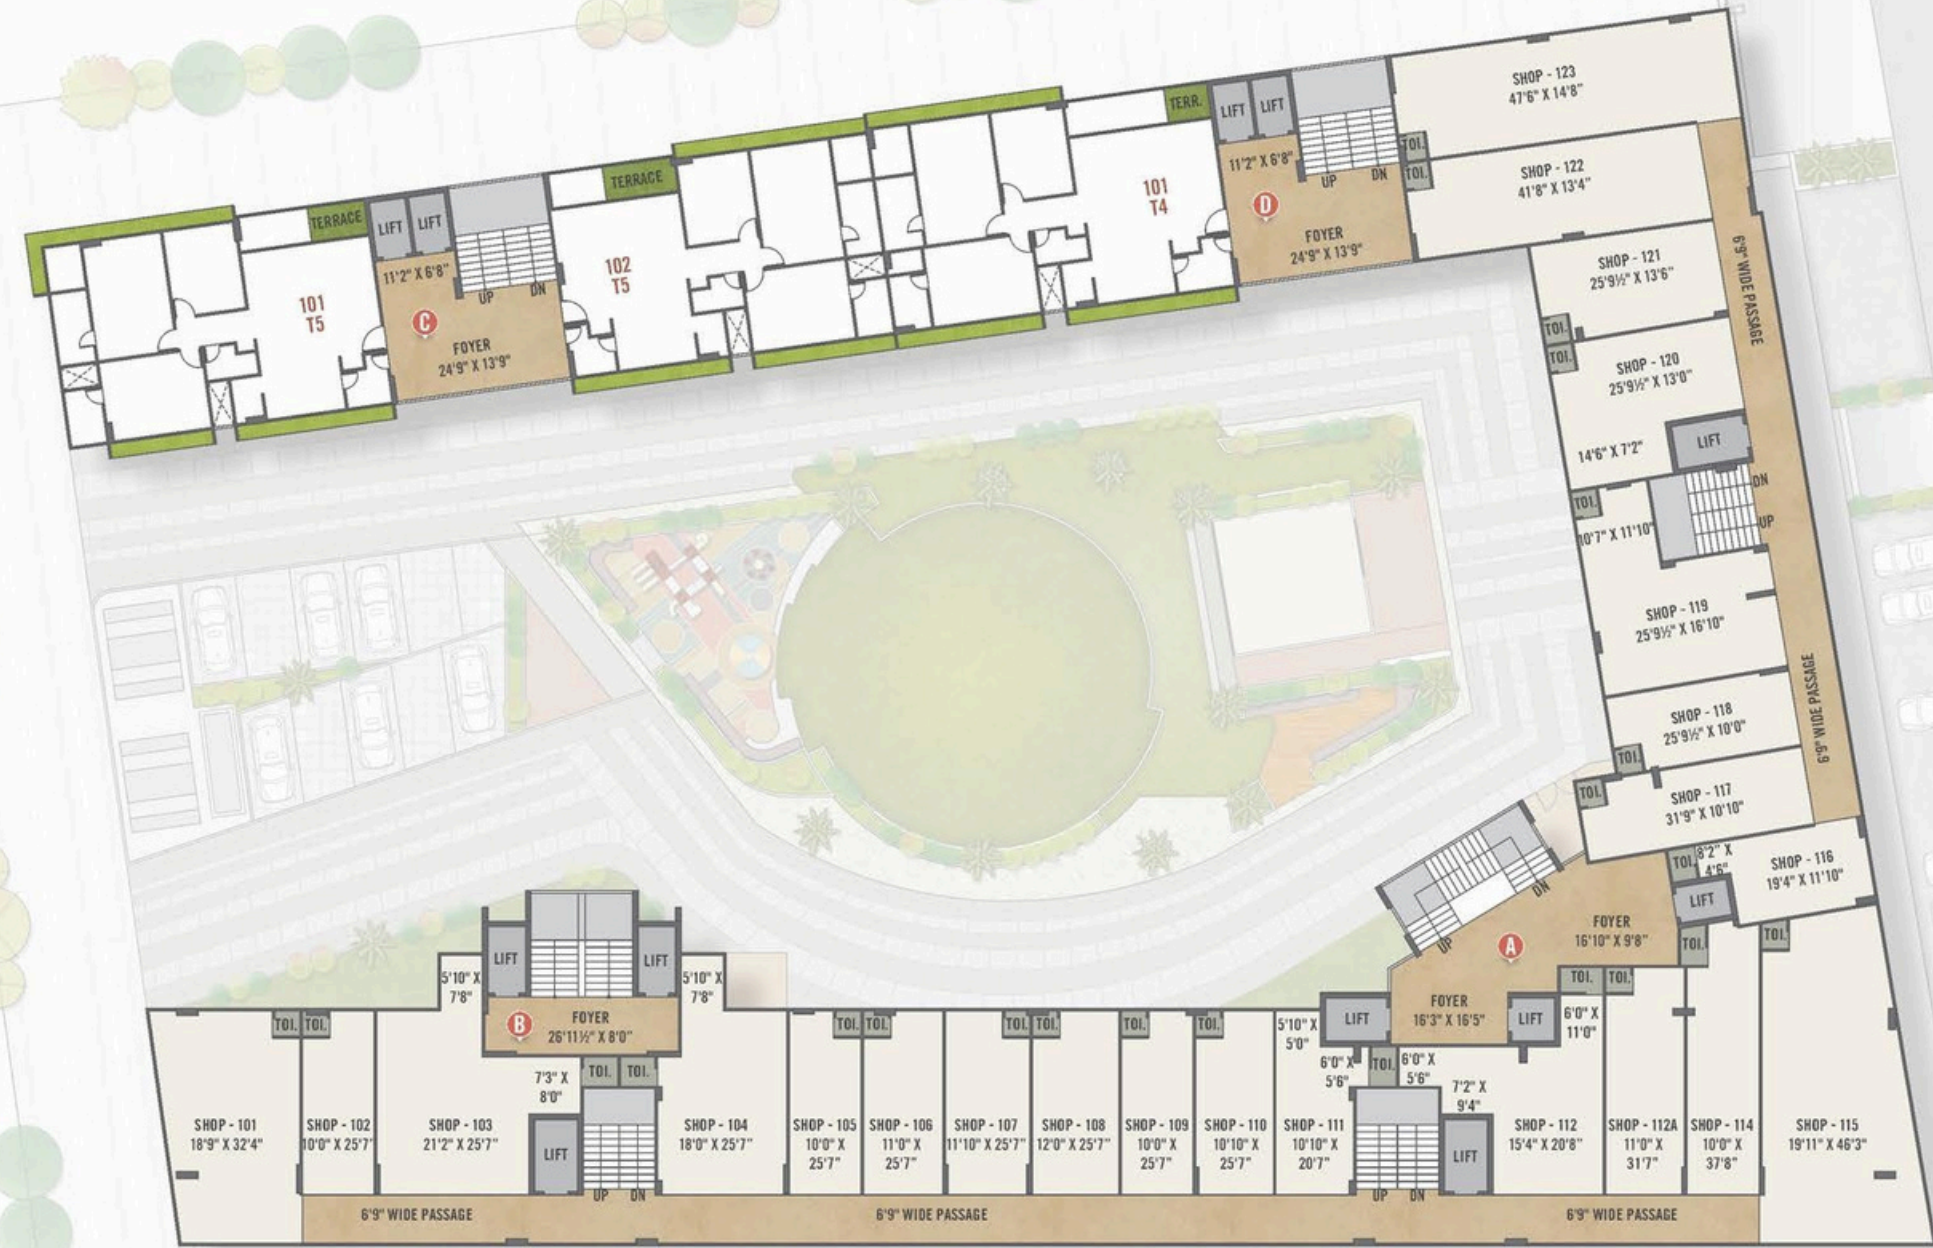 SHOP - 123
47'6" X 14'8"
TERR.
LIFT
LIFT
TOI.
11'2" X 6'8"
UP
DN
TOI.
SHOP - 122
41'8" X 13'4"
101
T4
D
FOYER
24'9" X 13'9"
TERRACE
TERRACE
LIFT
LIFT
11'2" X 6'8"
UP
DN
101
T5
C
FOYER
24'9" X 13'9"
102
T5
SHOP - 121
25'9½" X 13'6"
6'9" WIDE PASSAGE
TOI.
TOI.
SHOP - 120
25'9½" X 13'0"
14'6" X 7'2"
LIFT
DN
UP
TOI.
10'7" X 11'10"
SHOP - 119
25'9½" X 16'10"
6'9" WIDE PASSAGE
SHOP - 118
25'9½" X 10'0"
TOI.
TOI.
SHOP - 117
31'9" X 10'10"
TOI.
8'2" X
4'6"
SHOP - 116
19'4" X 11'10"
LIFT
DN
UP
FOYER
16'10" X 9'8"
A
TOI.
TOI.
TOI.
TOI.
FOYER
16'3" X 16'5"
LIFT
LIFT
6'0" X
11'0"
5'10" X
7'8"
LIFT
LIFT
5'10" X
7'8"
B
FOYER
26'11½" X 8'0"
TOI.
TOI.
TOI.
TOI.
TOI.
TOI.
TOI.
TOI.
5'10" X
5'0"
6'0" X
5'6"
TOI.
6'0" X
5'6"
7'2" X
9'4"
7'3" X
8'0"
TOI.
TOI.
SHOP - 101
18'9" X 32'4"
SHOP - 102
10'0" X 25'7"
SHOP - 103
21'2" X 25'7"
LIFT
UP
DN
SHOP - 104
18'0" X 25'7"
SHOP - 105
10'0" X
25'7"
SHOP - 106
11'0" X
25'7"
SHOP - 107
11'10" X 25'7"
SHOP - 108
12'0" X 25'7"
SHOP - 109
10'0" X
25'7"
SHOP - 110
10'10" X
25'7"
SHOP - 111
10'10" X
20'7"
UP
DN
LIFT
SHOP - 112
15'4" X 20'8"
SHOP - 112A
11'0" X
31'7"
SHOP - 114
10'0" X
37'8"
SHOP - 115
19'11" X 46'3"
6'9" WIDE PASSAGE
6'9" WIDE PASSAGE
6'9" WIDE PASSAGE